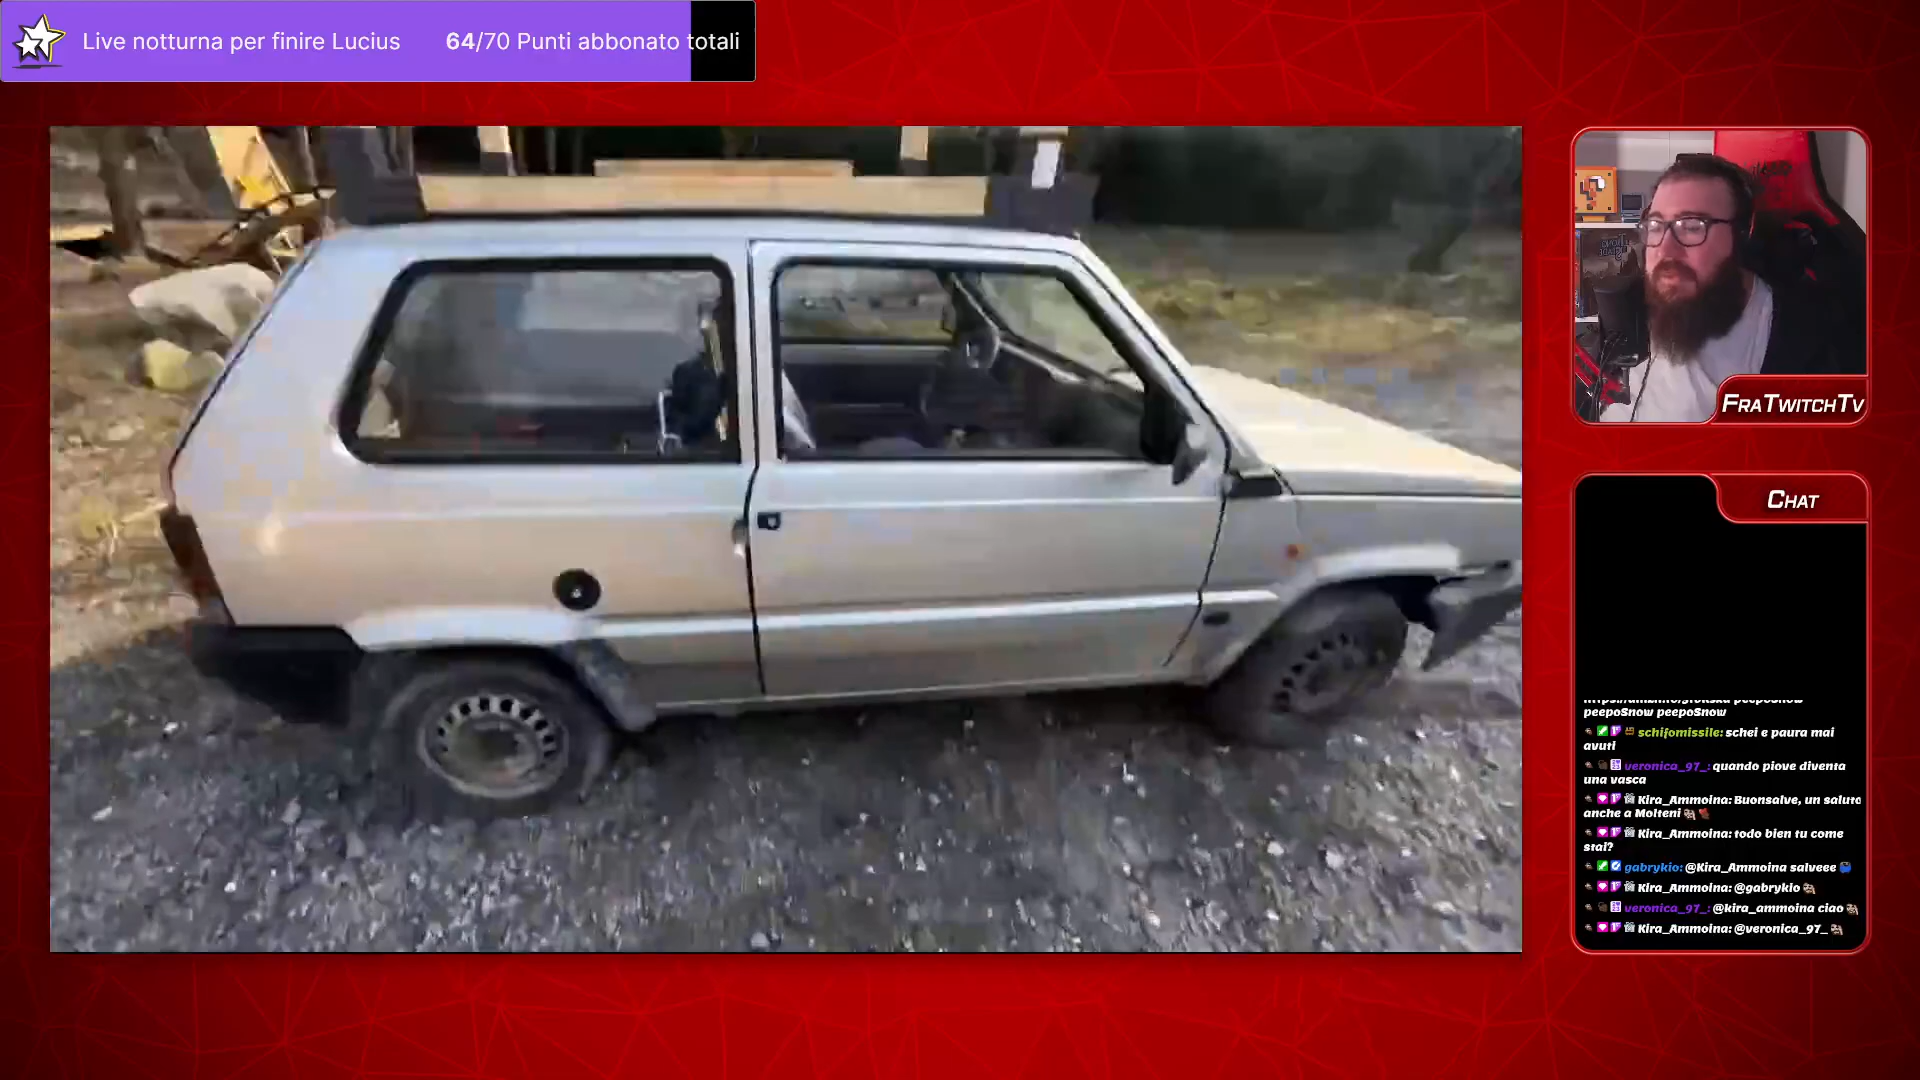 Live notturna per finire Lucius
64/70 Punti abbonato totali
FraTwitchTv
Chat
peepoSnow peepoSnow
schifomissile: schei e paura mai
avuti
veronica_97_: quando piove diventa
una vasca
Kira_Ammoina: Buonsalve, un saluto
anche a Molteni
Kira_Ammoina: todo bien tu come
stai?
gabrykio: @Kira_Ammoina salveee
Kira_Ammoina: @gabrykio
veronica_97_: @kira_ammoina ciao
Kira_Ammoina: @veronica_97_